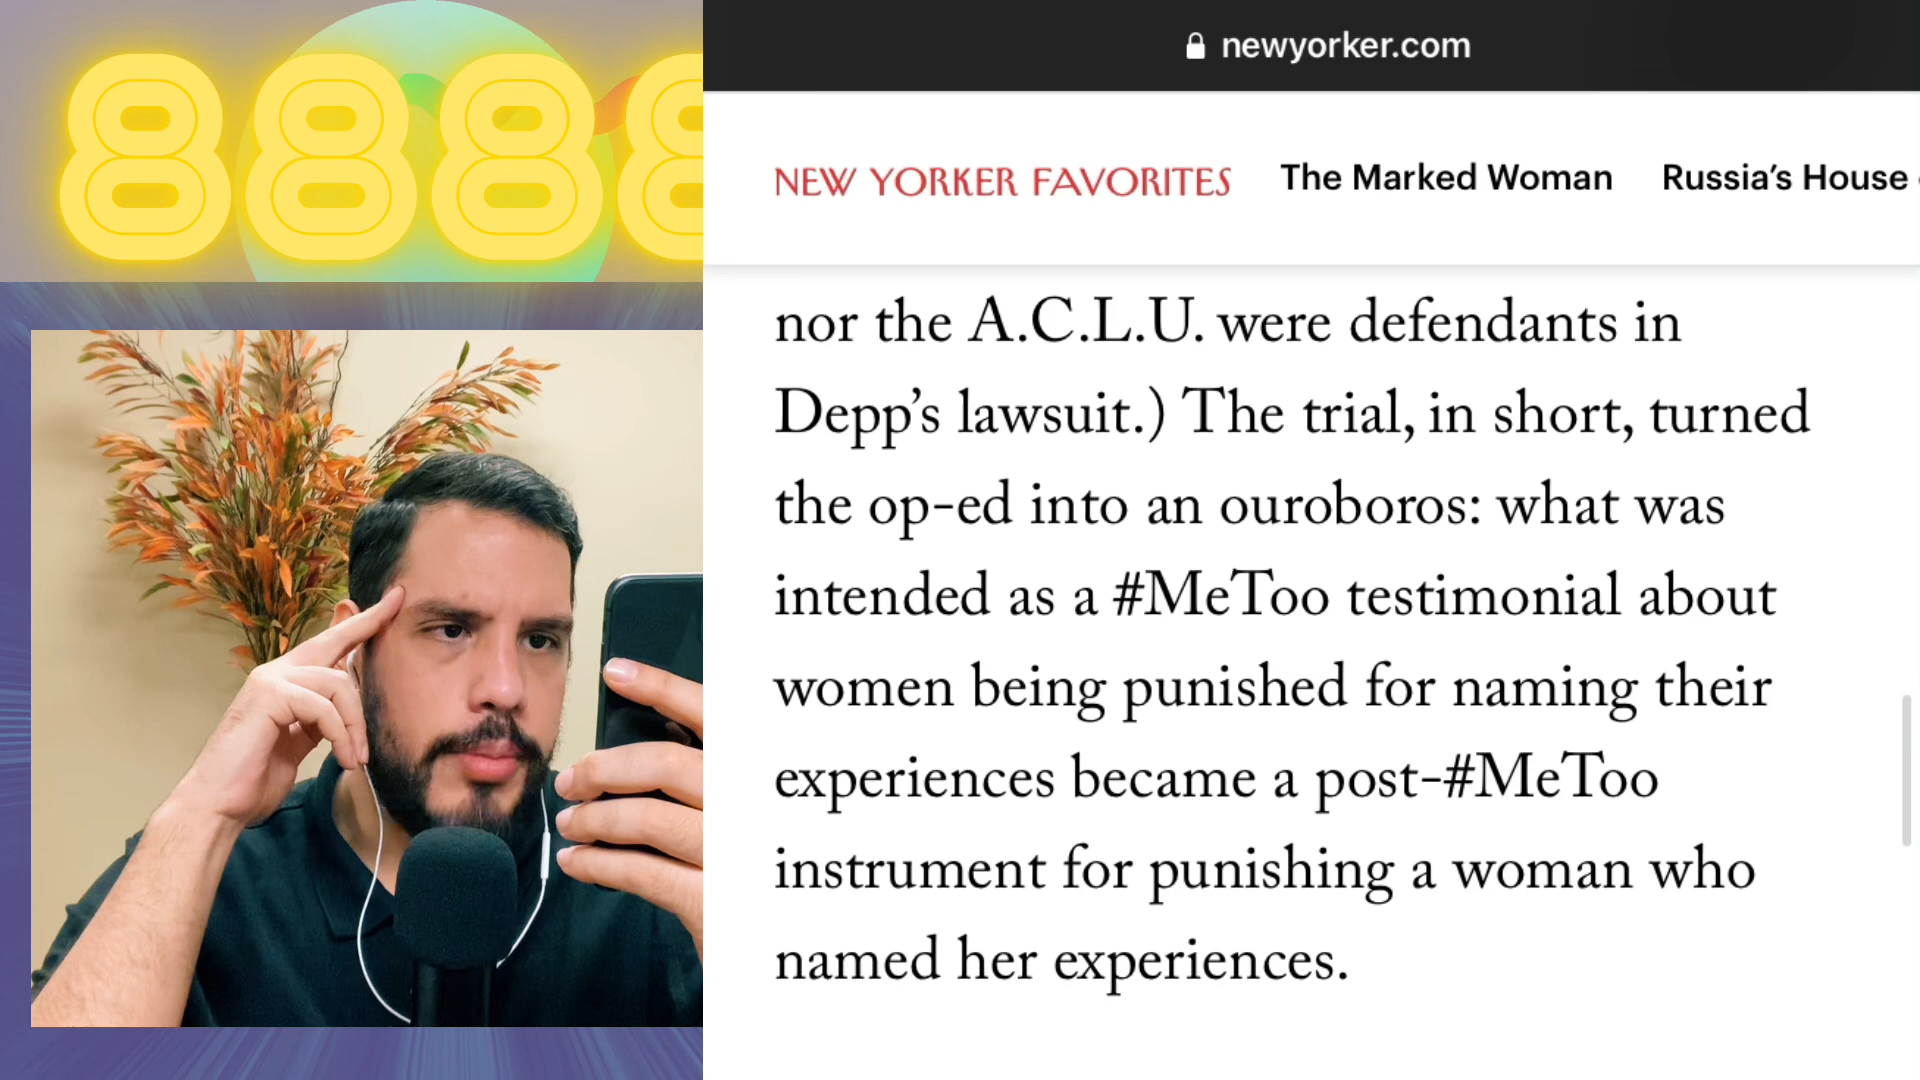 8888
newyorker.com
NEW YORKER FAVORITES The Marked Woman Russia's House
nor the A.C.L.U. were defendants in
Depp's lawsuit.) The trial, in short, turned
the op-ed into an ouroboros: what was
intended as a #MeToo testimonial about
women being punished for naming their
experiences became a post-#MeToo
instrument for punishing a woman who
named her experiences.